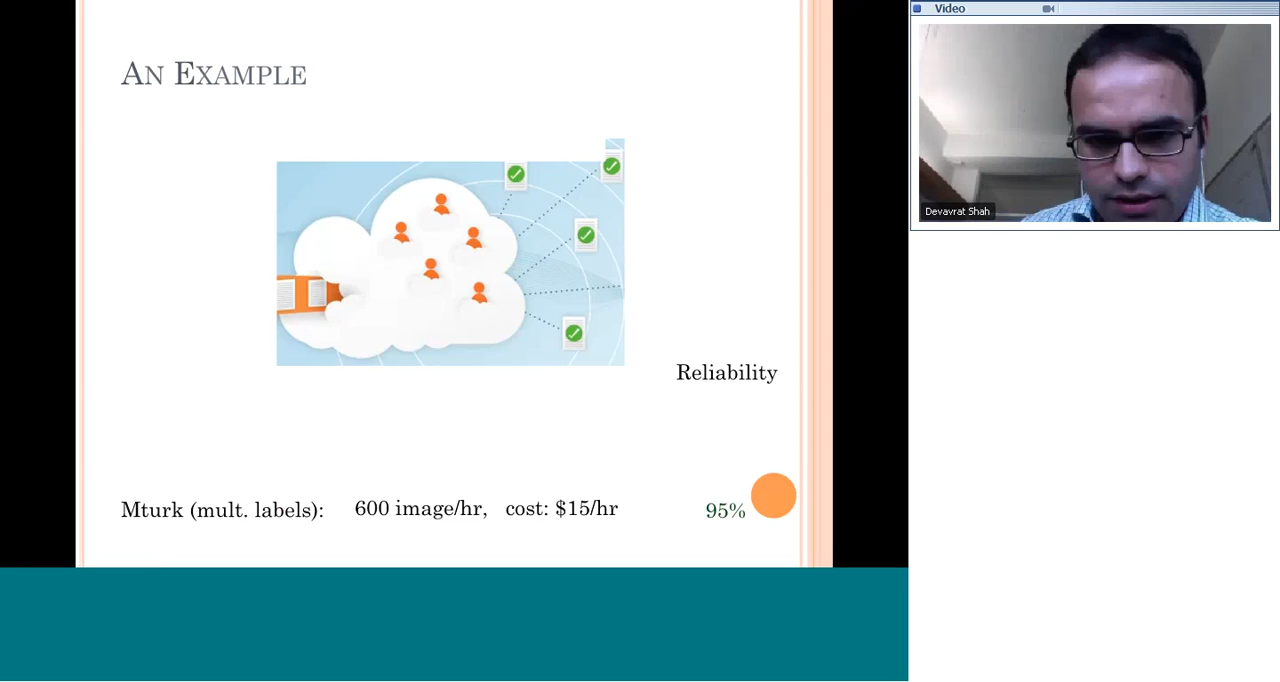 AN EXAMPLE
Reliability
Mturk (mult. labels): 600 image/hr, cost: $15/hr 95%
Video
Devavrat Shah